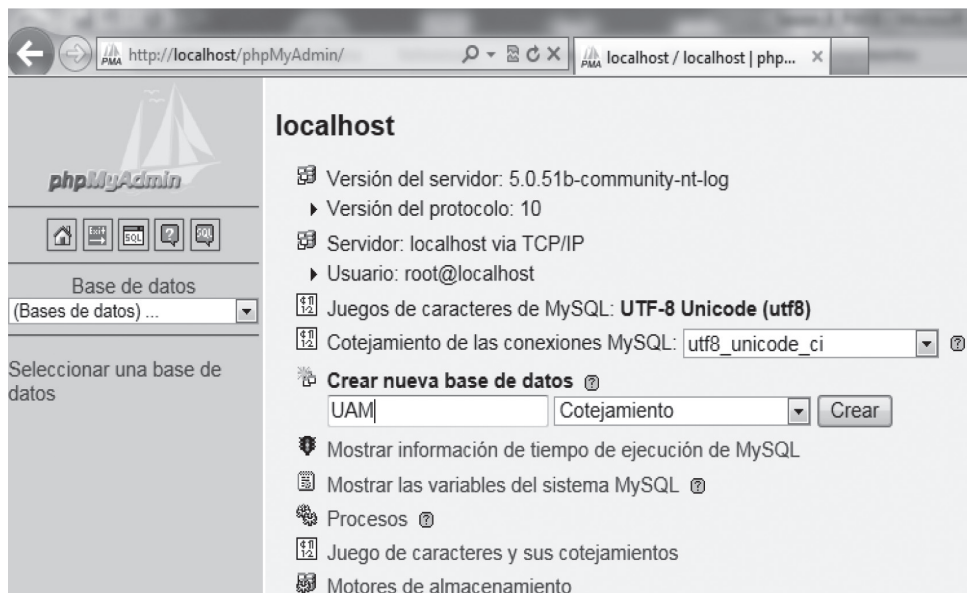 http://localhost/phpMyAdmin/
PMA localhost / localhost | php...
phpMyAdmin
Exit
SQL
SQL
Base de datos
(Bases de datos) ...
Seleccionar una base de
datos
localhost
Versión del servidor: 5.0.51b-community-nt-log
Versión del protocolo: 10
Servidor: localhost via TCP/IP
Usuario: root@localhost
Juegos de caracteres de MySQL: UTF-8 Unicode (utf8)
Cotejamiento de las conexiones MySQL: utf8_unicode_ci
Crear nueva base de datos
UAM Cotejamiento Crear
Mostrar información de tiempo de ejecución de MySQL
Mostrar las variables del sistema MySQL
Procesos
Juego de caracteres y sus cotejamientos
Motores de almacenamiento